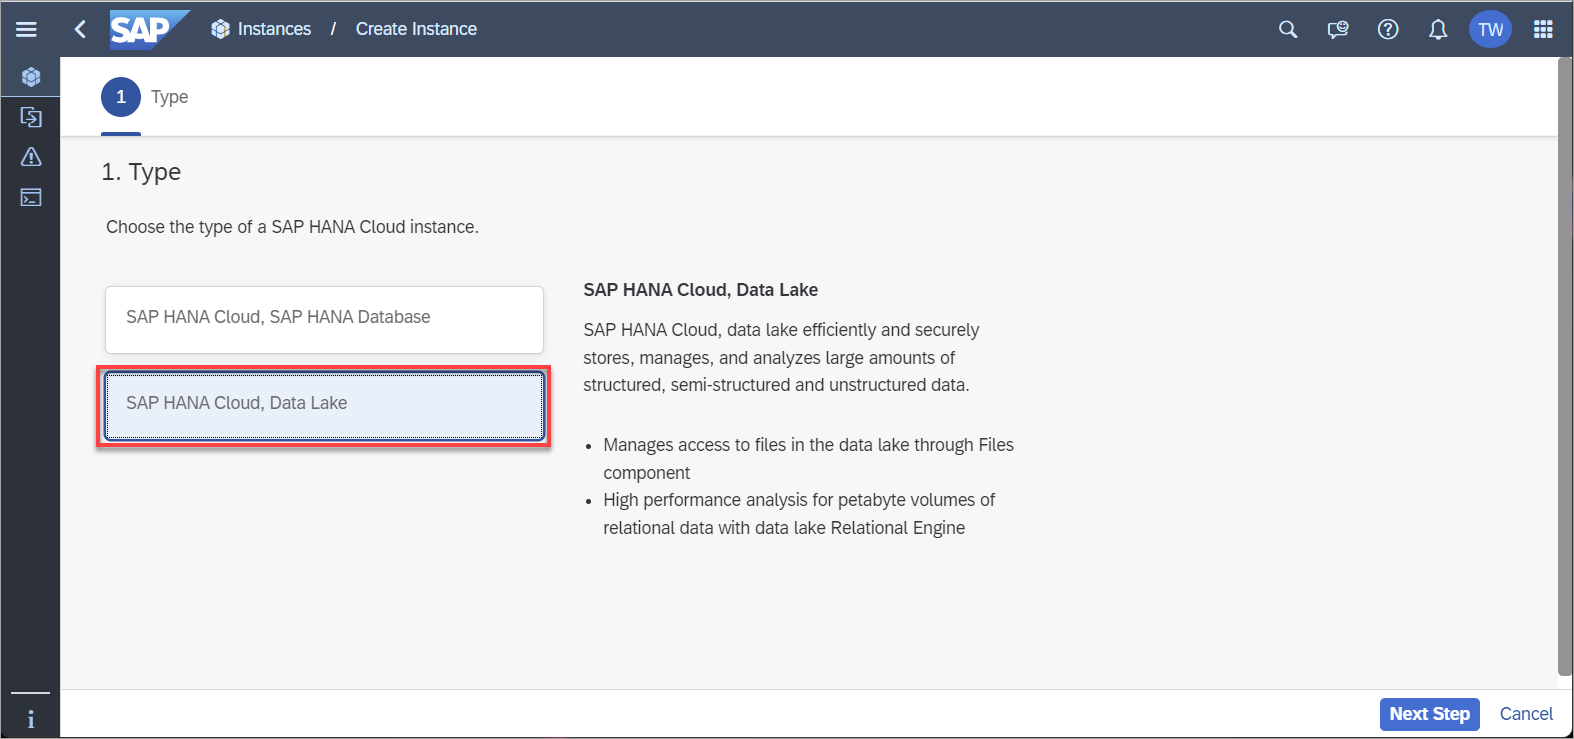 SAP Instances / Create Instance TW
1 Type
1. Type
Choose the type of a SAP HANA Cloud instance.
SAP HANA Cloud, SAP HANA Database
SAP HANA Cloud, Data Lake
SAP HANA Cloud, Data Lake
SAP HANA Cloud, data lake efficiently and securely
stores, manages, and analyzes large amounts of
structured, semi-structured and unstructured data.
• Manages access to files in the data lake through Files
component
• High performance analysis for petabyte volumes of
relational data with data lake Relational Engine
Next Step Cancel